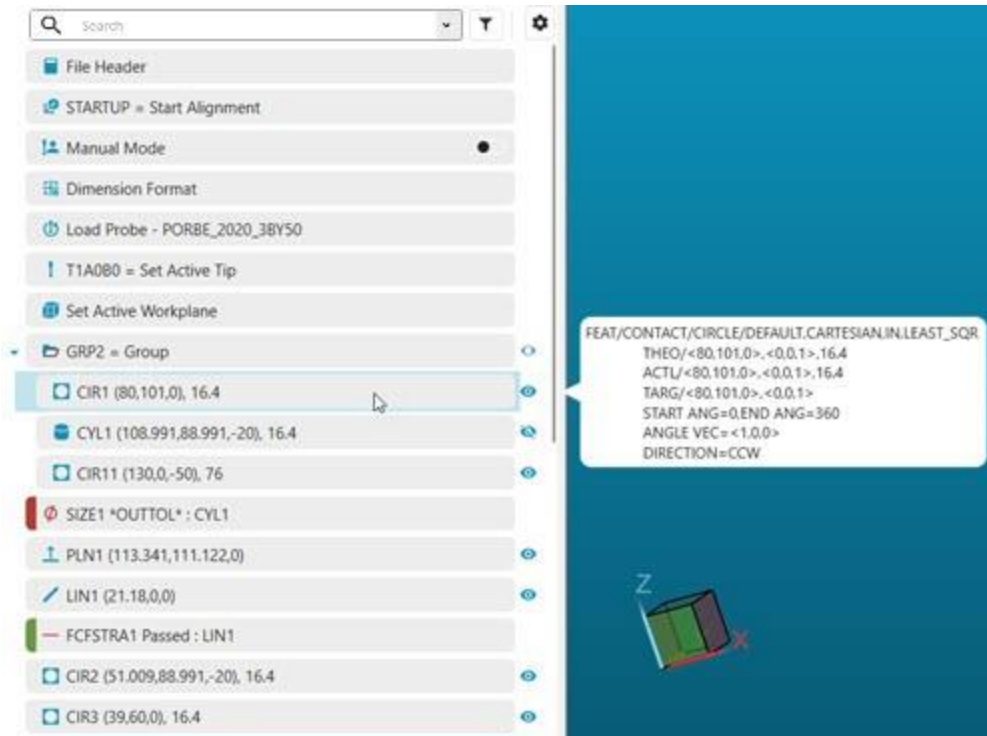 Search
File Header
STARTUP = Start Alignment
Manual Mode
Dimension Format
Load Probe - PORBE_2020_3BY50
T1A0B0 = Set Active Tip
Set Active Workplane
GRP2 = Group
CIR1 (80,101,0), 16.4
CYL1 (108.991,88.991,-20), 16.4
CIR11 (130,0,-50), 76
SIZE1 *OUTTOL* : CYL1
PLN1 (113.341,111.122,0)
LIN1 (21.18,0,0)
FCFSTRA1 Passed : LIN1
CIR2 (51.009,88.991,-20), 16.4
CIR3 (39,60,0), 16.4
FEAT/CONTACT/CIRCLE/DEFAULT,CARTESIAN,IN,LEAST_SQR
THEO/<80,101,0>,<0,0,1>,16.4
ACTL/<80,101,0>,<0,0,1>,16.4
TARG/<80,101,0>,<0,0,1>
START ANG=0,END ANG=360
ANGLE VEC=<1,0,0>
DIRECTION=CCW
Z
X